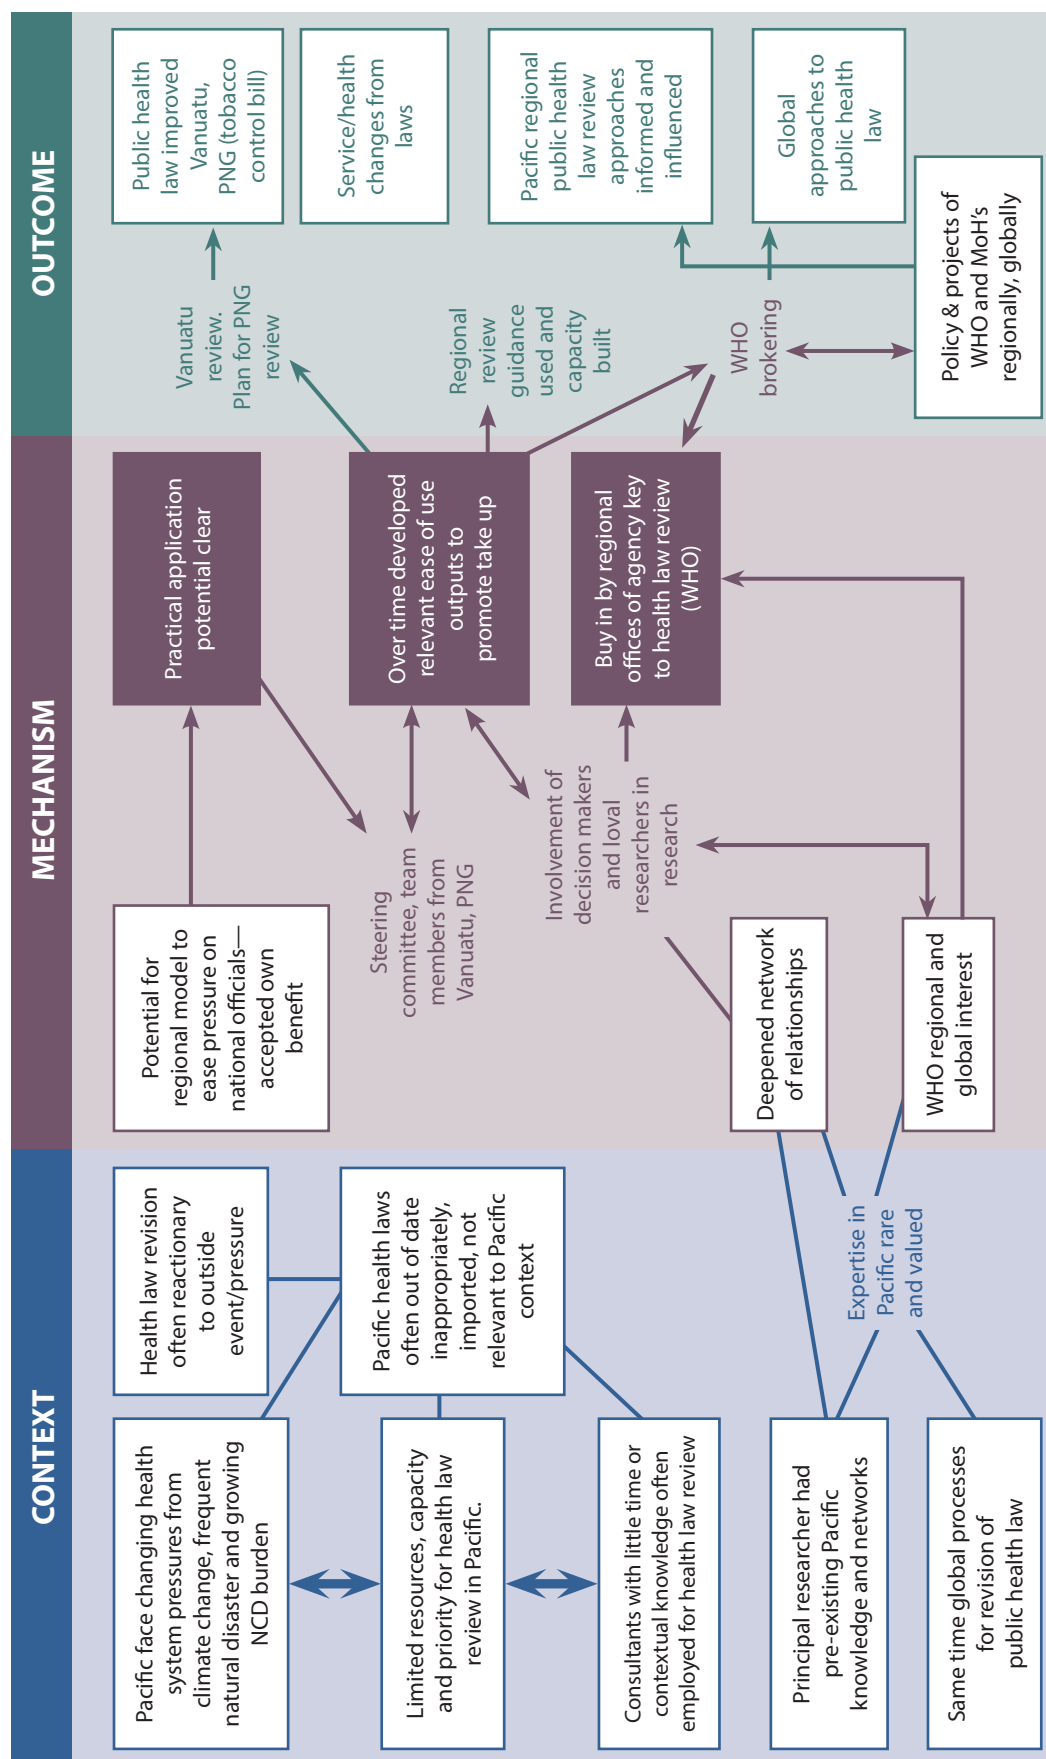 CONTEXT
Pacific face changing health
system pressures from
climate change, frequent
natural disaster and growing
NCD burden
Limited resources, capacity
and priority for health law
review in Pacific.
Consultants with little time or
contextual knowledge often
employed for health law review
Principal researcher had
pre-existing Pacific
knowledge and networks
Same time global processes
for revision of
public health law
Health law revision
often reactionary
to outside
event/pressure
Pacific health laws
often out of date
inappropriately,
imported, not
relevant to Pacific
context
Expertise in
Pacific rare
and valued
MECHANISM
Potential for
regional model to
ease pressure on
national officials—
accepted own
benefit
Steering
committee, team
members from
Vanuatu, PNG
Involvement of
decision makers
and loval
researchers in
research
Deepened network
of relationships
WHO regional and
global interest
Practical application
potential clear
Over time developed
relevant ease of use
outputs to
promote take up
Buy in by regional
offices of agency key
to health law review
(WHO)
OUTCOME
Vanuatu
review.
Plan for PNG
review
Regional
review
guidance
used and
capacity
built
WHO
brokering
Policy & projects of
WHO and MoH's
regionally, globally
Public health
law improved
Vanuatu,
PNG (tobacco
control bill)
Service/health
changes from
laws
Pacific regional
public health
law review
approaches
informed and
influenced
Global
approaches to
public health
law